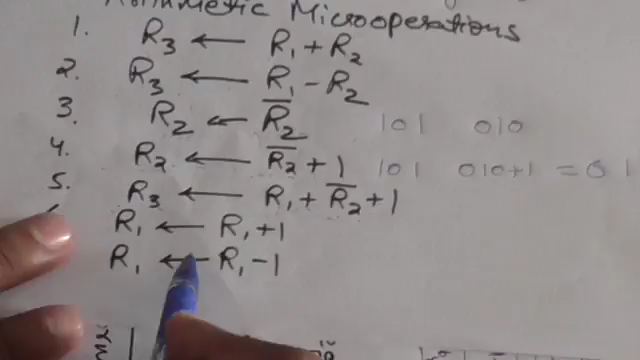 Arithmetic Microoperations
1. R₃ ← R₁ + R₂
2. R₃ ← R₁ − R₂
3. R₂ ← R̅₂ 101 010
4. R₂ ← R̅₂ + 1 101 010+1 = 01
5. R₃ ← R₁ + R̅₂ + 1
R₁ ← R₁ + 1
R₁ ← R₁ − 1